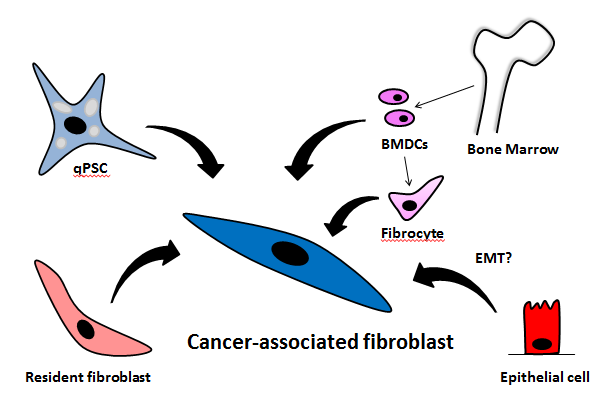 qPSC
BMDCs
Bone Marrow
Fibrocyte
EMT?
Cancer-associated fibroblast
Resident fibroblast
Epithelial cell